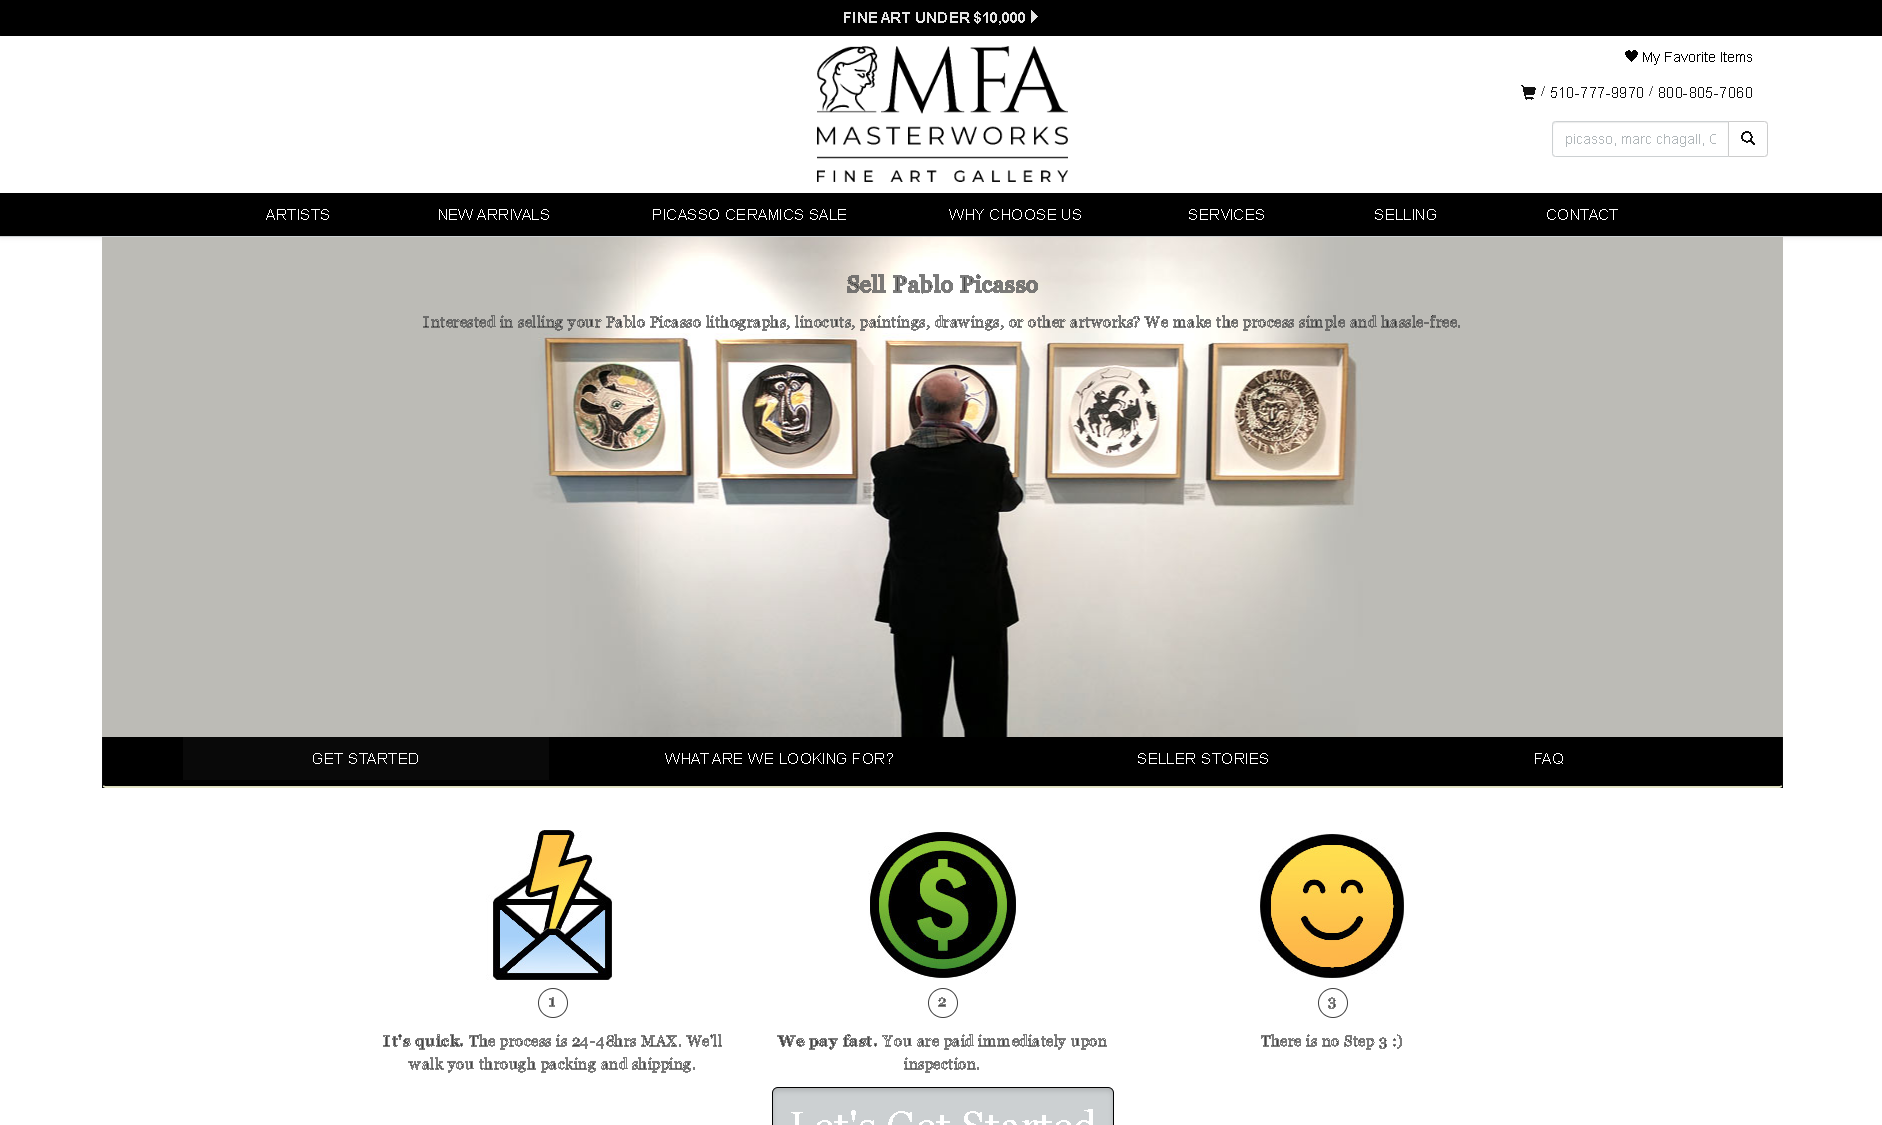 FINE ART UNDER $10,000
MFA
MASTERWORKS
FINE ART GALLERY
My Favorite Items
/ 510-777-9970 / 800-805-7060
picasso, marc chagall, C
ARTISTS NEW ARRIVALS PICASSO CERAMICS SALE WHY CHOOSE US SERVICES SELLING CONTACT
Sell Pablo Picasso
Interested in selling your Pablo Picasso lithographs, linocuts, paintings, drawings, or other artworks? We make the process simple and hassle-free.
GET STARTED WHAT ARE WE LOOKING FOR? SELLER STORIES FAQ
$
1 2 3
It's quick. The process is 24-48hrs MAX. We'll
walk you through packing and shipping.
We pay fast. You are paid immediately upon
inspection.
There is no Step 3 :)
Let's Get Started